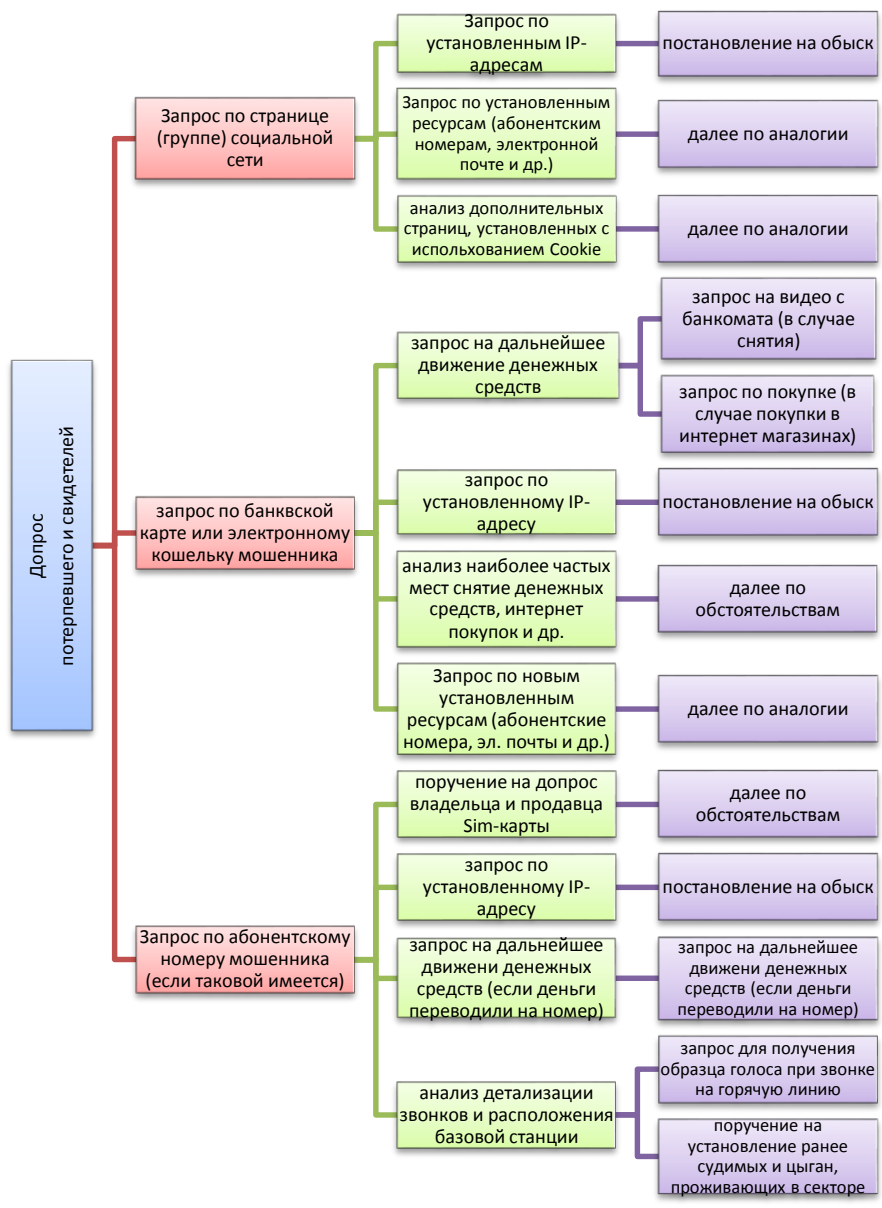 Допрос
потерпевшего и свидетелей
Запрос по странице
(группе) социальной
сети
Запрос по
установленным IP-
адресам
постановление на обыск
Запрос по установленным
ресурсам (абонентским
номерам, электронной
почте и др.)
далее по аналогии
анализ дополнительных
страниц, установленных с
испольхованием Cookie
далее по аналогии
запрос по банквской
карте или электронному
кошельку мошенника
запрос на дальнейшее
движение денежных
средств
запрос на видео с
банкомата (в случае
снятия)
запрос по покупке (в
случае покупки в
интернет магазинах)
запрос по
установленному IP-
адресу
постановление на обыск
анализ наиболее частых
мест снятие денежных
средств, интернет
покупок и др.
далее по
обстоятельствам
Запрос по новым
установленным
ресурсам (абонентские
номера, эл. почты и др.)
далее по аналогии
Запрос по абонентскому
номеру мошенника
(если таковой имеется)
поручение на допрос
владельца и продавца
Sim-карты
далее по
обстоятельствам
запрос по
установленному IP-
адресу
постановление на обыск
запрос на дальнейшее
движени денежных
средств (если деньги
переводили на номер)
запрос на дальнейшее
движени денежных
средств (если деньги
переводили на номер)
анализ детализации
звонков и расположения
базовой станции
запрос для получения
образца голоса при звонке
на горячую линию
поручение на
установление ранее
судимых и цыган,
проживающих в секторе